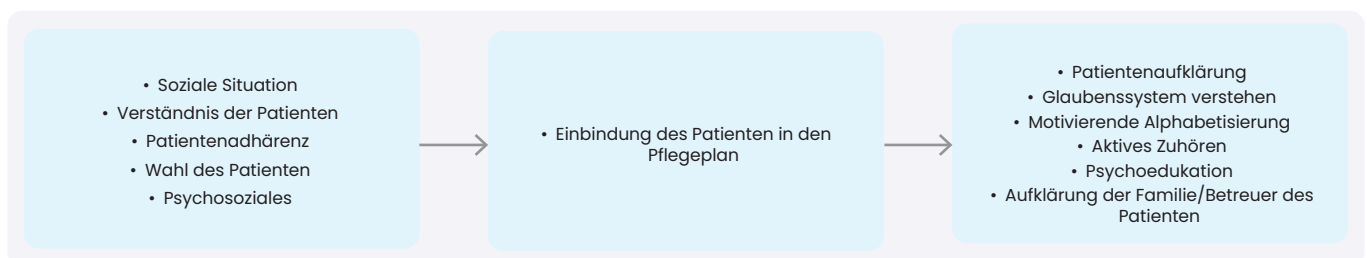 • Soziale Situation
• Verständnis der Patienten
• Patientenadhärenz
• Wahl des Patienten
• Psychosoziales
• Einbindung des Patienten in den
Pflegeplan
• Patientenaufklärung
• Glaubenssystem verstehen
• Motivierende Alphabetisierung
• Aktives Zuhören
• Psychoedukation
• Aufklärung der Familie/Betreuer des
Patienten